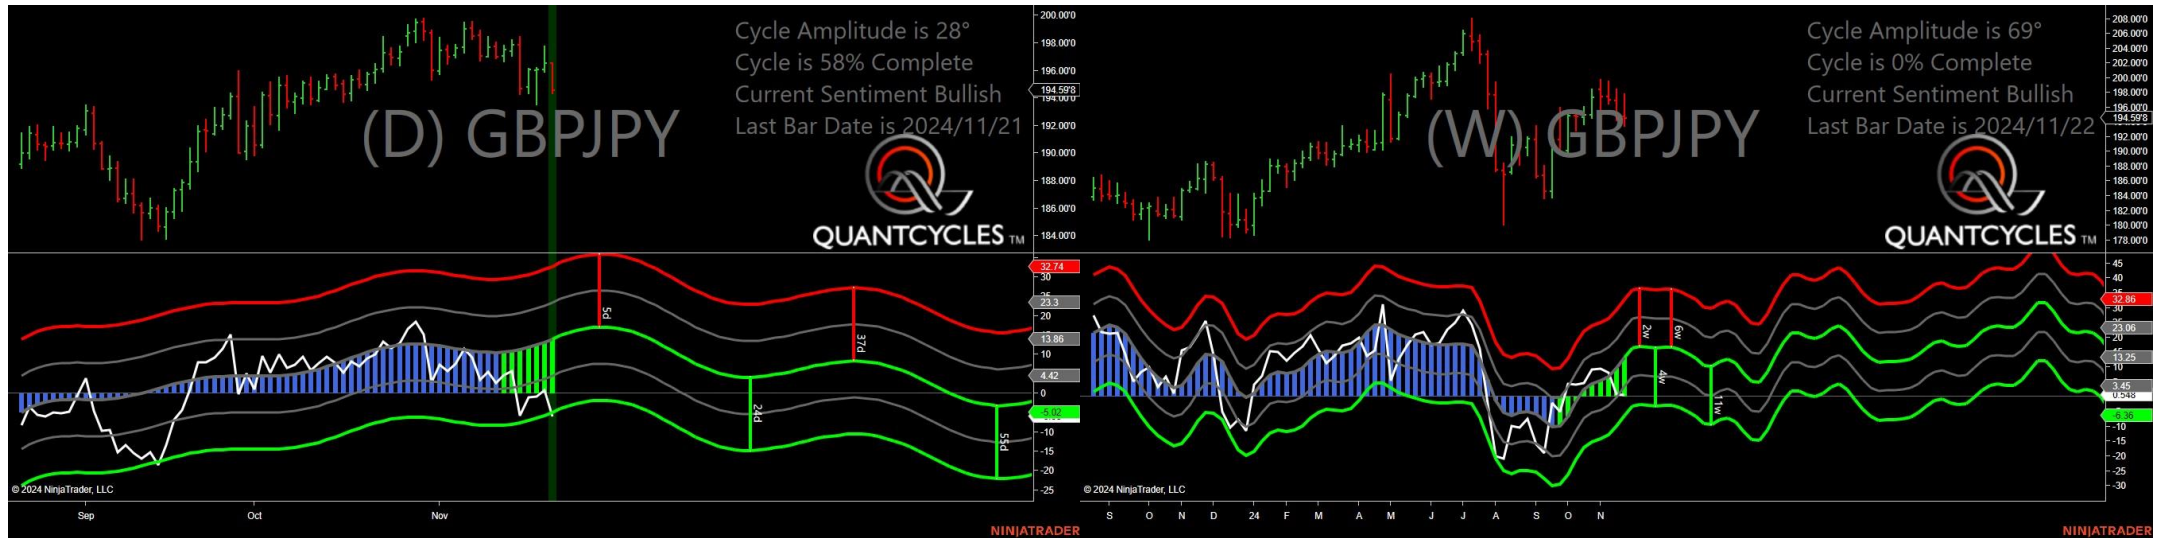 Cycle Amplitude is 28°
Cycle is 58% Complete
Current Sentiment Bullish
Last Bar Date is 2024/11/21
(D) GBPJPY
QUANTCYCLES TM
200.00'0
198.00'0
196.00'0
194.59'8
194.00'0
192.00'0
190.00'0
188.00'0
186.00'0
184.00'0
32.74
30
23.3
20
13.86
10
4.42
0
-5.02
-10
-15
-20
-25
5d
24d
37d
55d
© 2024 NinjaTrader, LLC
Sep
Oct
Nov
NINJATRADER
Cycle Amplitude is 69°
Cycle is 0% Complete
Current Sentiment Bullish
Last Bar Date is 2024/11/22
(W) GBPJPY
QUANTCYCLES TM
208.00'0
206.00'0
204.00'0
202.00'0
200.00'0
198.00'0
196.00'0
194.59'8
192.00'0
190.00'0
188.00'0
186.00'0
184.00'0
182.00'0
180.00'0
178.00'0
45
40
32.86
23.06
20
13.25
3.45
0.548
-6.36
-10
-15
-20
-25
-30
2w
4w
6w
11w
© 2024 NinjaTrader, LLC
S O N D 24 F M A M J J A S O N
NINJATRADER